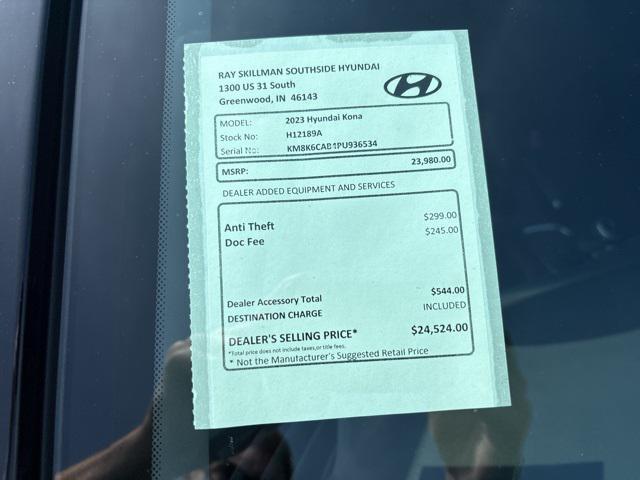 RAY SKILLMAN SOUTHSIDE HYUNDAI
1300 US 31 South
Greenwood, IN 46143
MODEL: 2023 Hyundai Kona
Stock No: H12189A
Serial No: KM8K6CAB1PU936534
MSRP: 23,980.00
DEALER ADDED EQUIPMENT AND SERVICES
Anti Theft $299.00
Doc Fee $245.00
Dealer Accessory Total $544.00
DESTINATION CHARGE INCLUDED
DEALER'S SELLING PRICE* $24,524.00
*Total price does not include taxes,or title fees.
* Not the Manufacturer's Suggested Retail Price